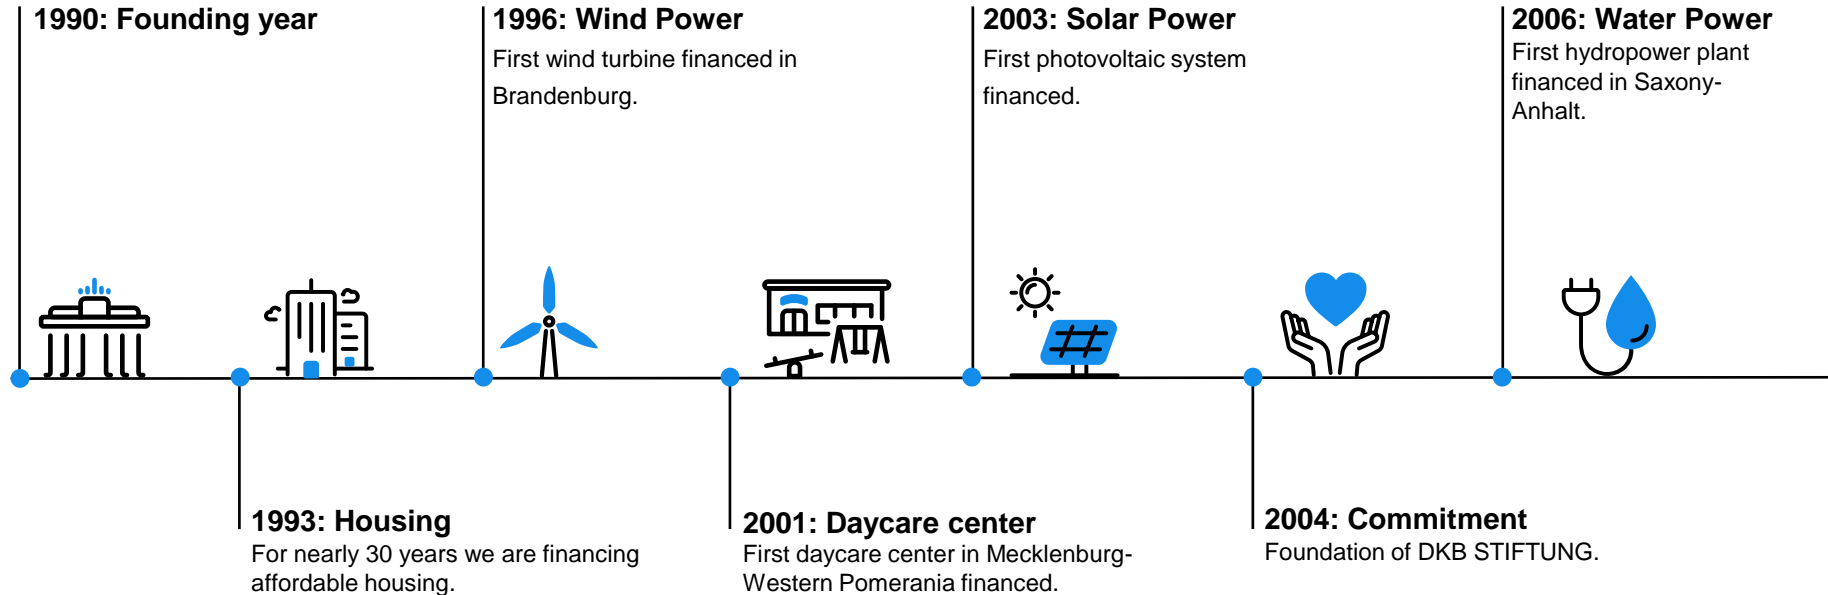 1990: Founding year
1996: Wind Power
First wind turbine financed in
Brandenburg.
2003: Solar Power
First photovoltaic system
financed.
2006: Water Power
First hydropower plant
financed in Saxony-
Anhalt.
1993: Housing
For nearly 30 years we are financing
affordable housing.
2001: Daycare center
First daycare center in Mecklenburg-
Western Pomerania financed.
2004: Commitment
Foundation of DKB STIFTUNG.